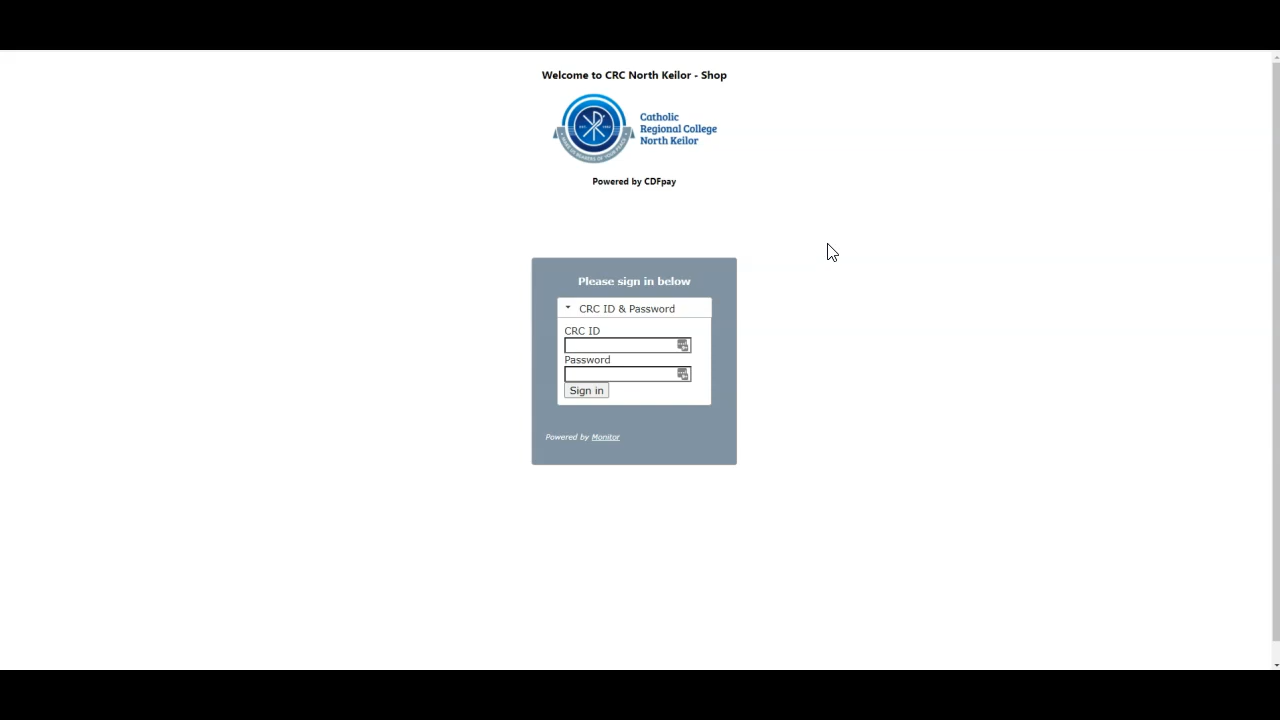 Welcome to CRC North Keilor - Shop
Catholic
Regional College
North Keilor
Powered by CDFpay
Please sign in below
CRC ID & Password
CRC ID
Password
Sign in
Powered by Monitor